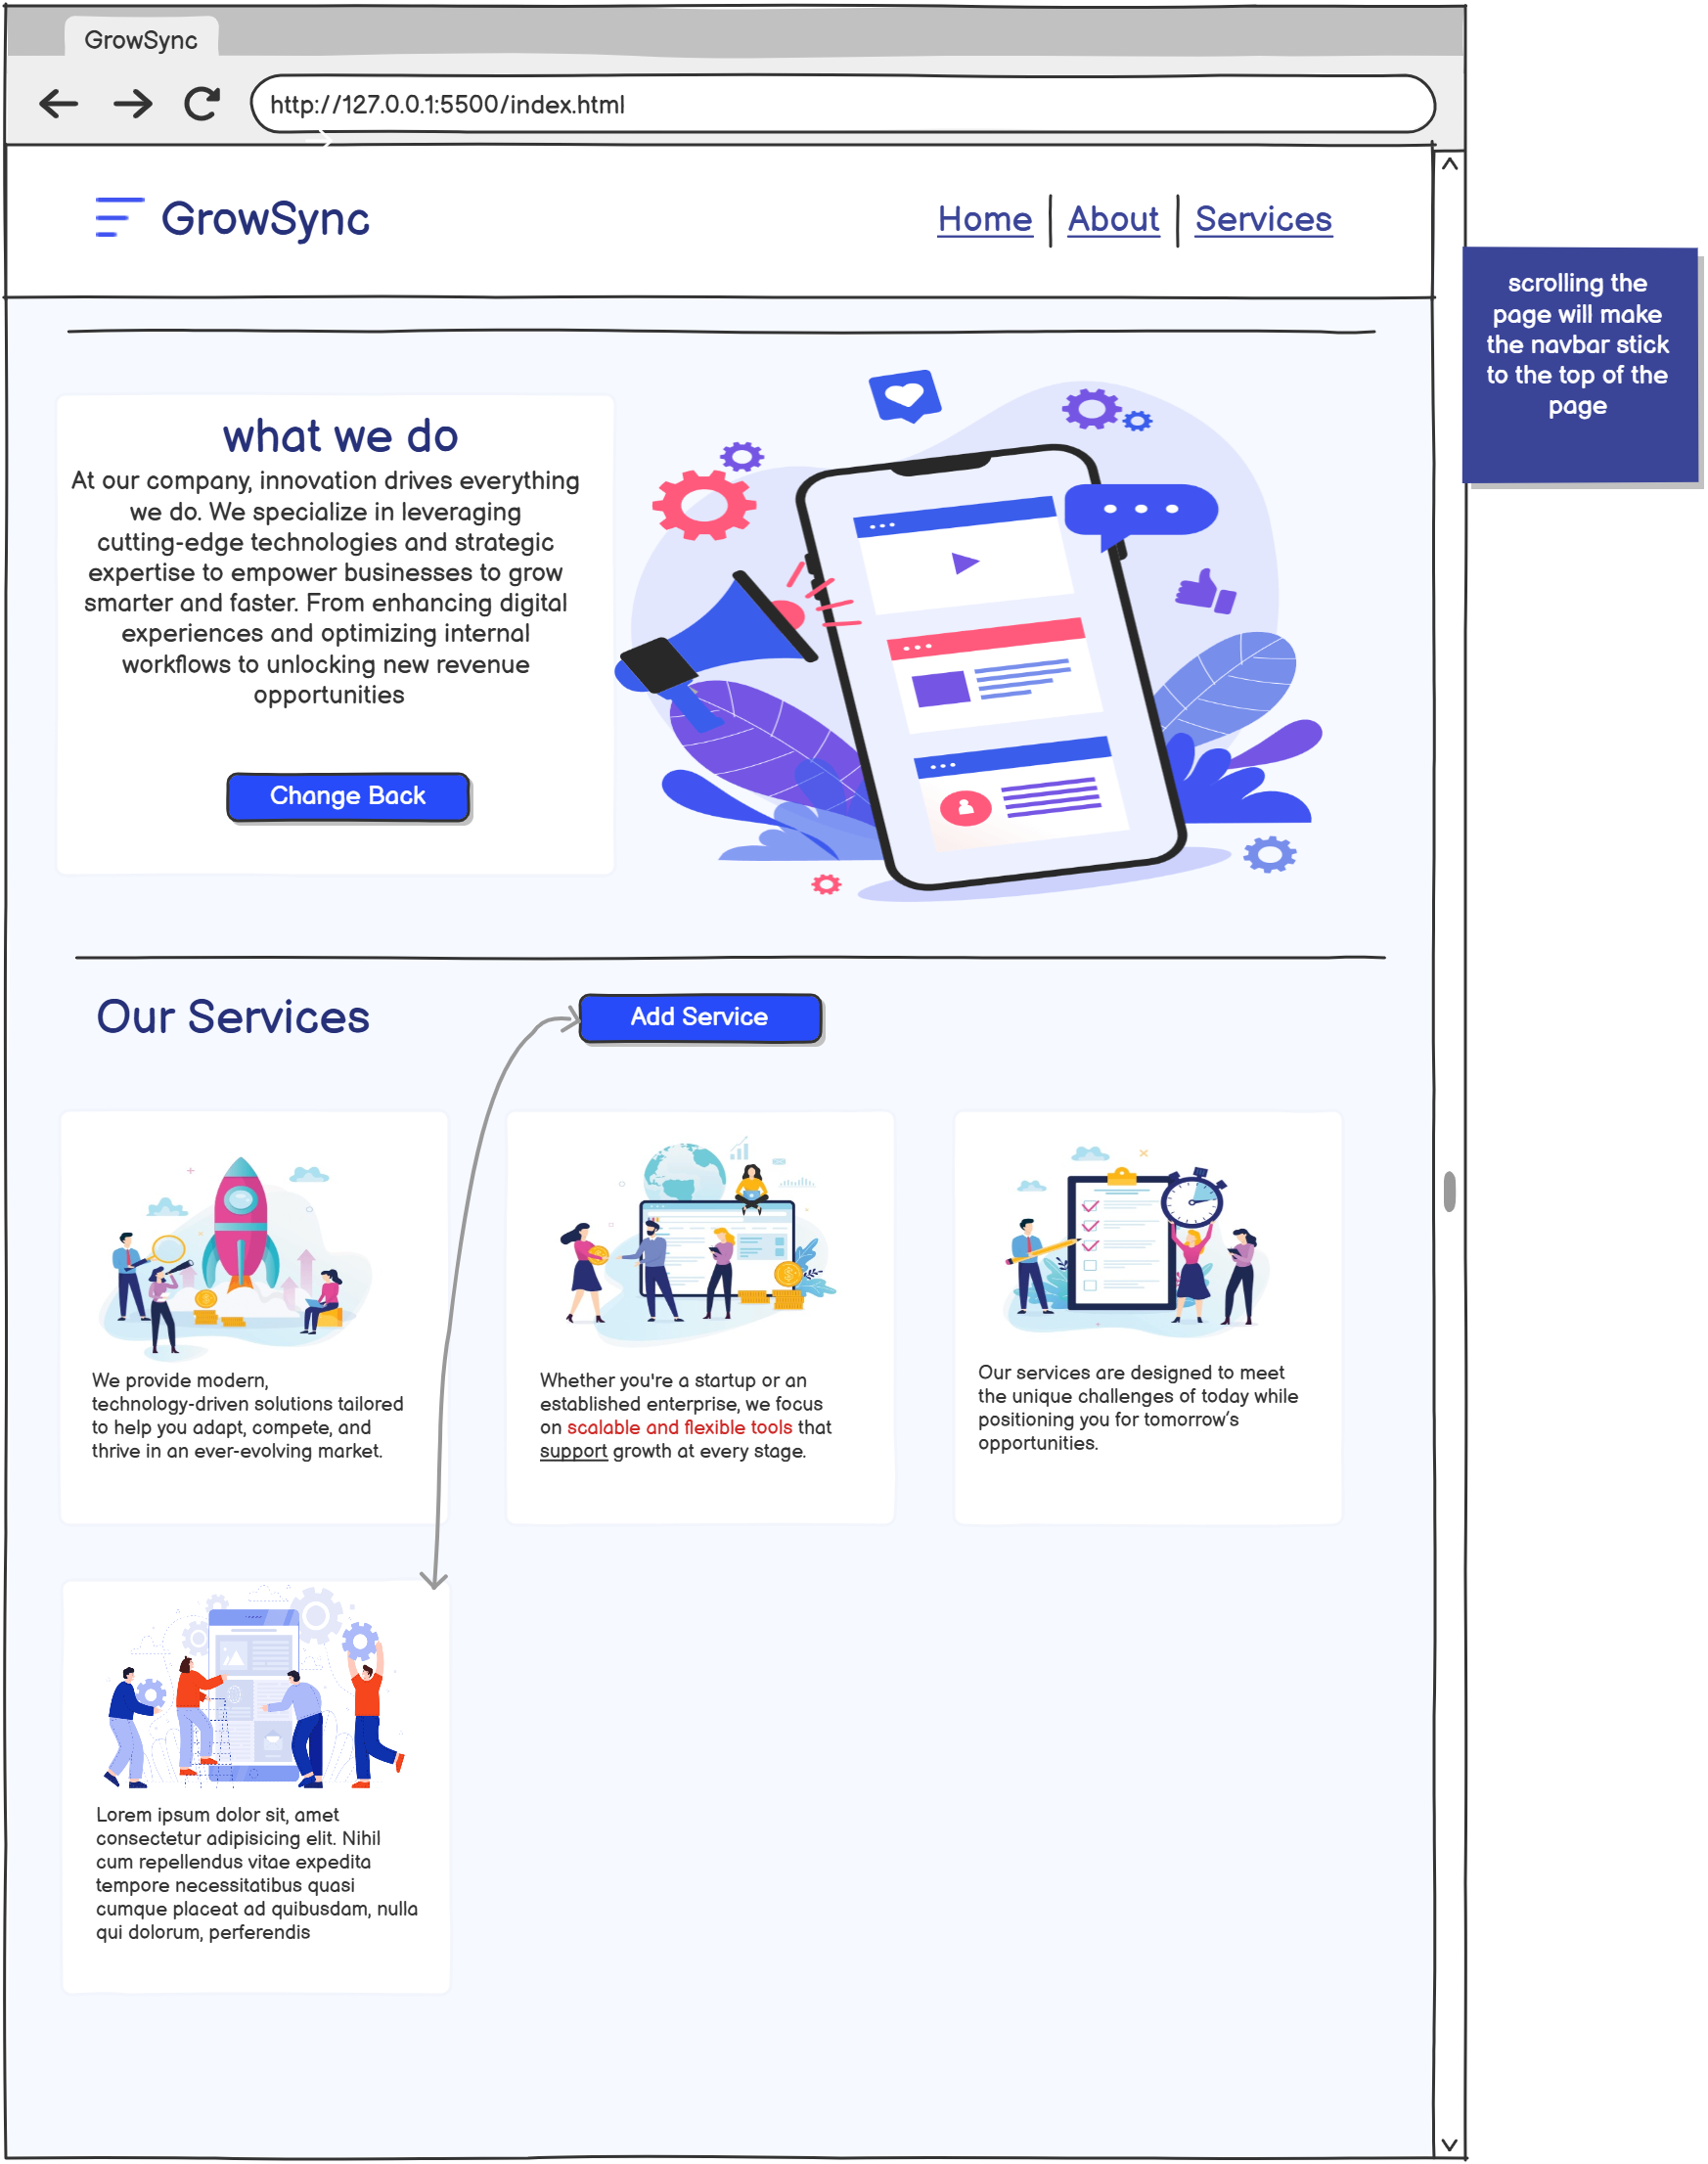 GrowSync
http://127.0.0.1:5500/index.html
GrowSync
Home
About
Services
scrolling the
page will make
the navbar stick
to the top of the
page
what we do
At our company, innovation drives everything
we do. We specialize in leveraging
cutting-edge technologies and strategic
expertise to empower businesses to grow
smarter and faster. From enhancing digital
experiences and optimizing internal
workflows to unlocking new revenue
opportunities
Change Back
Our Services
Add Service
We provide modern,
technology-driven solutions tailored
to help you adapt, compete, and
thrive in an ever-evolving market.
Whether you're a startup or an
established enterprise, we focus
on scalable and flexible tools that
support growth at every stage.
Our services are designed to meet
the unique challenges of today while
positioning you for tomorrow’s
opportunities.
Lorem ipsum dolor sit, amet
consectetur adipisicing elit. Nihil
cum repellendus vitae expedita
tempore necessitatibus quasi
cumque placeat ad quibusdam, nulla
qui dolorum, perferendis